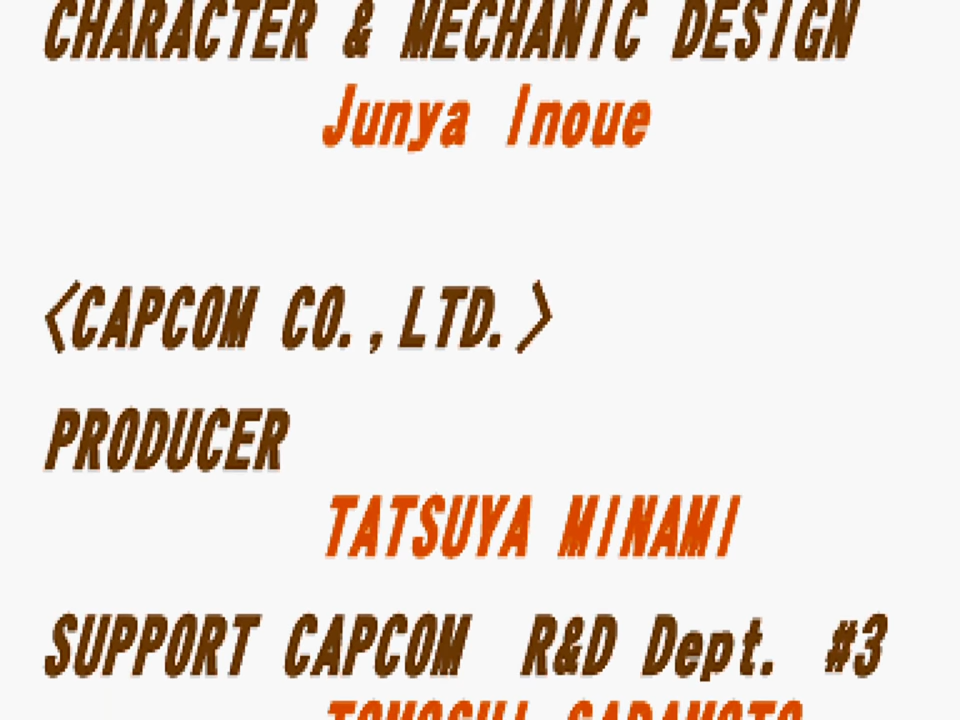 CHARACTER & MECHANIC DESIGN
Junya Inoue
<CAPCOM CO.,LTD.>
PRODUCER
TATSUYA MINAMI
SUPPORT CAPCOM R&D Dept. #3